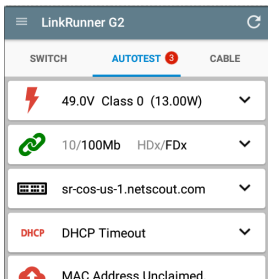 LinkRunner G2
SWITCH AUTOTEST 3 CABLE
49.0V Class 0 (13.00W)
10/100Mb HDx/FDx
sr-cos-us-1.netscout.com
DHCP DHCP Timeout
MAC Address Unclaimed.